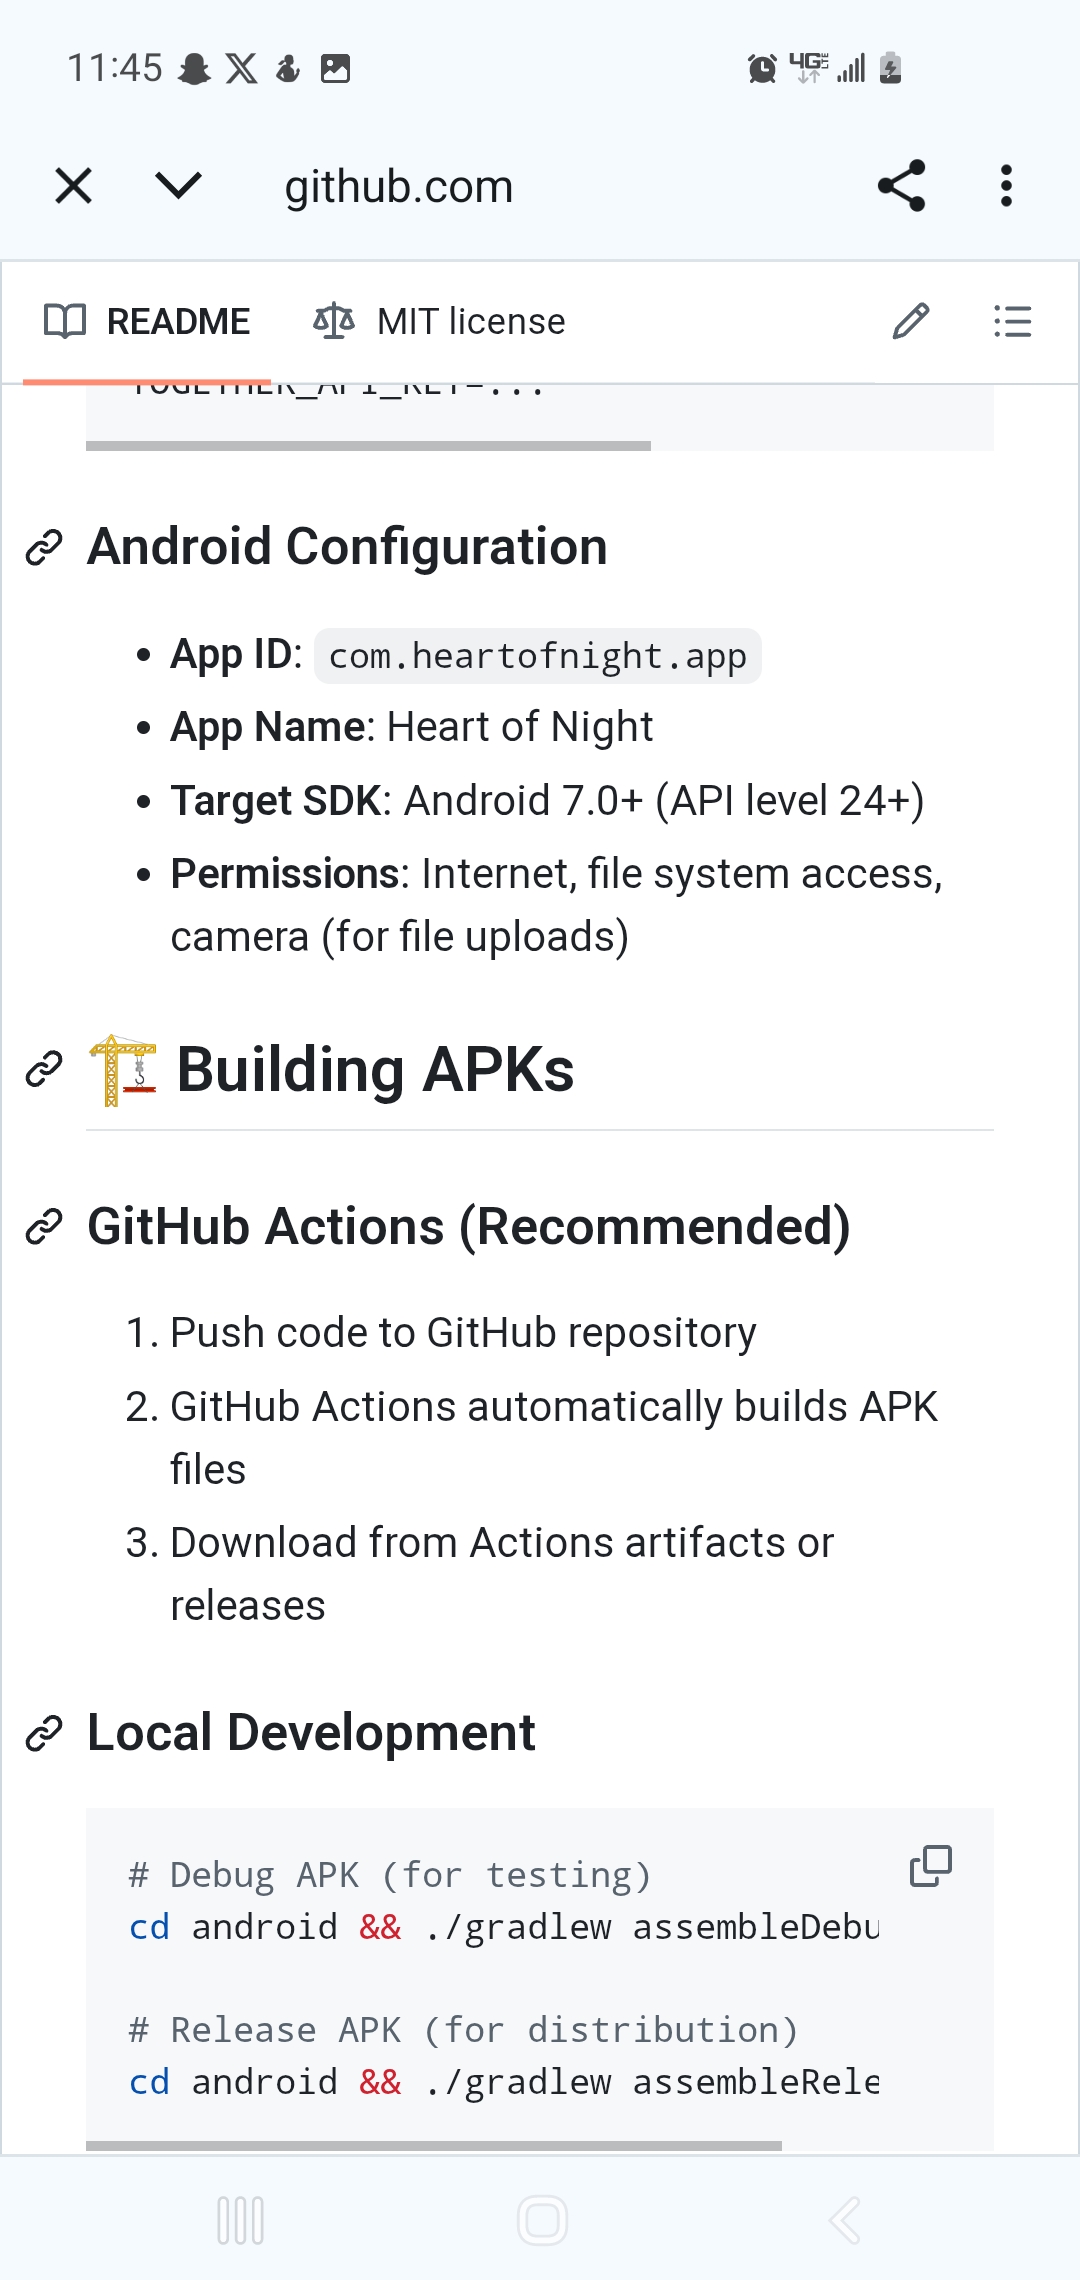 11:45
4G LTE
github.com
README
MIT license
TOGETHER_API_KEY=...
Android Configuration
• App ID: com.heartofnight.app
• App Name: Heart of Night
• Target SDK: Android 7.0+ (API level 24+)
• Permissions: Internet, file system access,
camera (for file uploads)
🏗️ Building APKs
GitHub Actions (Recommended)
1. Push code to GitHub repository
2. GitHub Actions automatically builds APK
files
3. Download from Actions artifacts or
releases
Local Development
# Debug APK (for testing)
cd android && ./gradlew assembleDebu
# Release APK (for distribution)
cd android && ./gradlew assembleRele